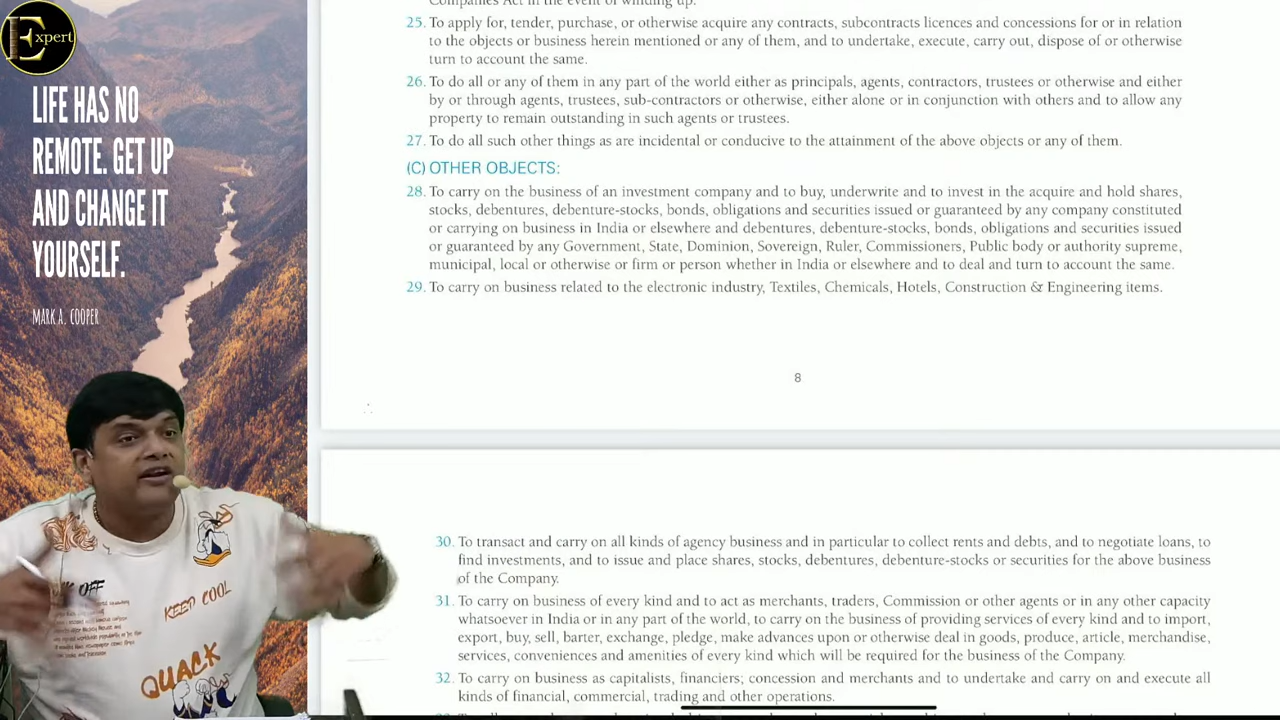 Expert
LIFE HAS NO
REMOTE. GET UP
AND CHANGE IT
YOURSELF.
MARK A. COOPER
KEEP COOL
QUACK
OFF
Companies Act in the event of winding up.
25. To apply for, tender, purchase, or otherwise acquire any contracts, subcontracts licences and concessions for or in relation
to the objects or business herein mentioned or any of them, and to undertake, execute, carry out, dispose of or otherwise
turn to account the same.
26. To do all or any of them in any part of the world either as principals, agents, contractors, trustees or otherwise and either
by or through agents, trustees, sub-contractors or otherwise, either alone or in conjunction with others and to allow any
property to remain outstanding in such agents or trustees.
27. To do all such other things as are incidental or conducive to the attainment of the above objects or any of them.
(C) OTHER OBJECTS:
28. To carry on the business of an investment company and to buy, underwrite and to invest in the acquire and hold shares,
stocks, debentures, debenture-stocks, bonds, obligations and securities issued or guaranteed by any company constituted
or carrying on business in India or elsewhere and debentures, debenture-stocks, bonds, obligations and securities issued
or guaranteed by any Government, State, Dominion, Sovereign, Ruler, Commissioners, Public body or authority supreme,
municipal, local or otherwise or firm or person whether in India or elsewhere and to deal and turn to account the same.
29. To carry on business related to the electronic industry, Textiles, Chemicals, Hotels, Construction & Engineering items.
8
30. To transact and carry on all kinds of agency business and in particular to collect rents and debts, and to negotiate loans, to
find investments, and to issue and place shares, stocks, debentures, debenture-stocks or securities for the above business
of the Company.
31. To carry on business of every kind and to act as merchants, traders, Commission or other agents or in any other capacity
whatsoever in India or in any part of the world, to carry on the business of providing services of every kind and to import,
export, buy, sell, barter, exchange, pledge, make advances upon or otherwise deal in goods, produce, article, merchandise,
services conveniences and amenities of every kind which will be required for the business of the Company.
32. To carry on business as capitalists, financiers; concession and merchants and to undertake and carry on and execute all
kinds of financial, commercial, trading and other operations.